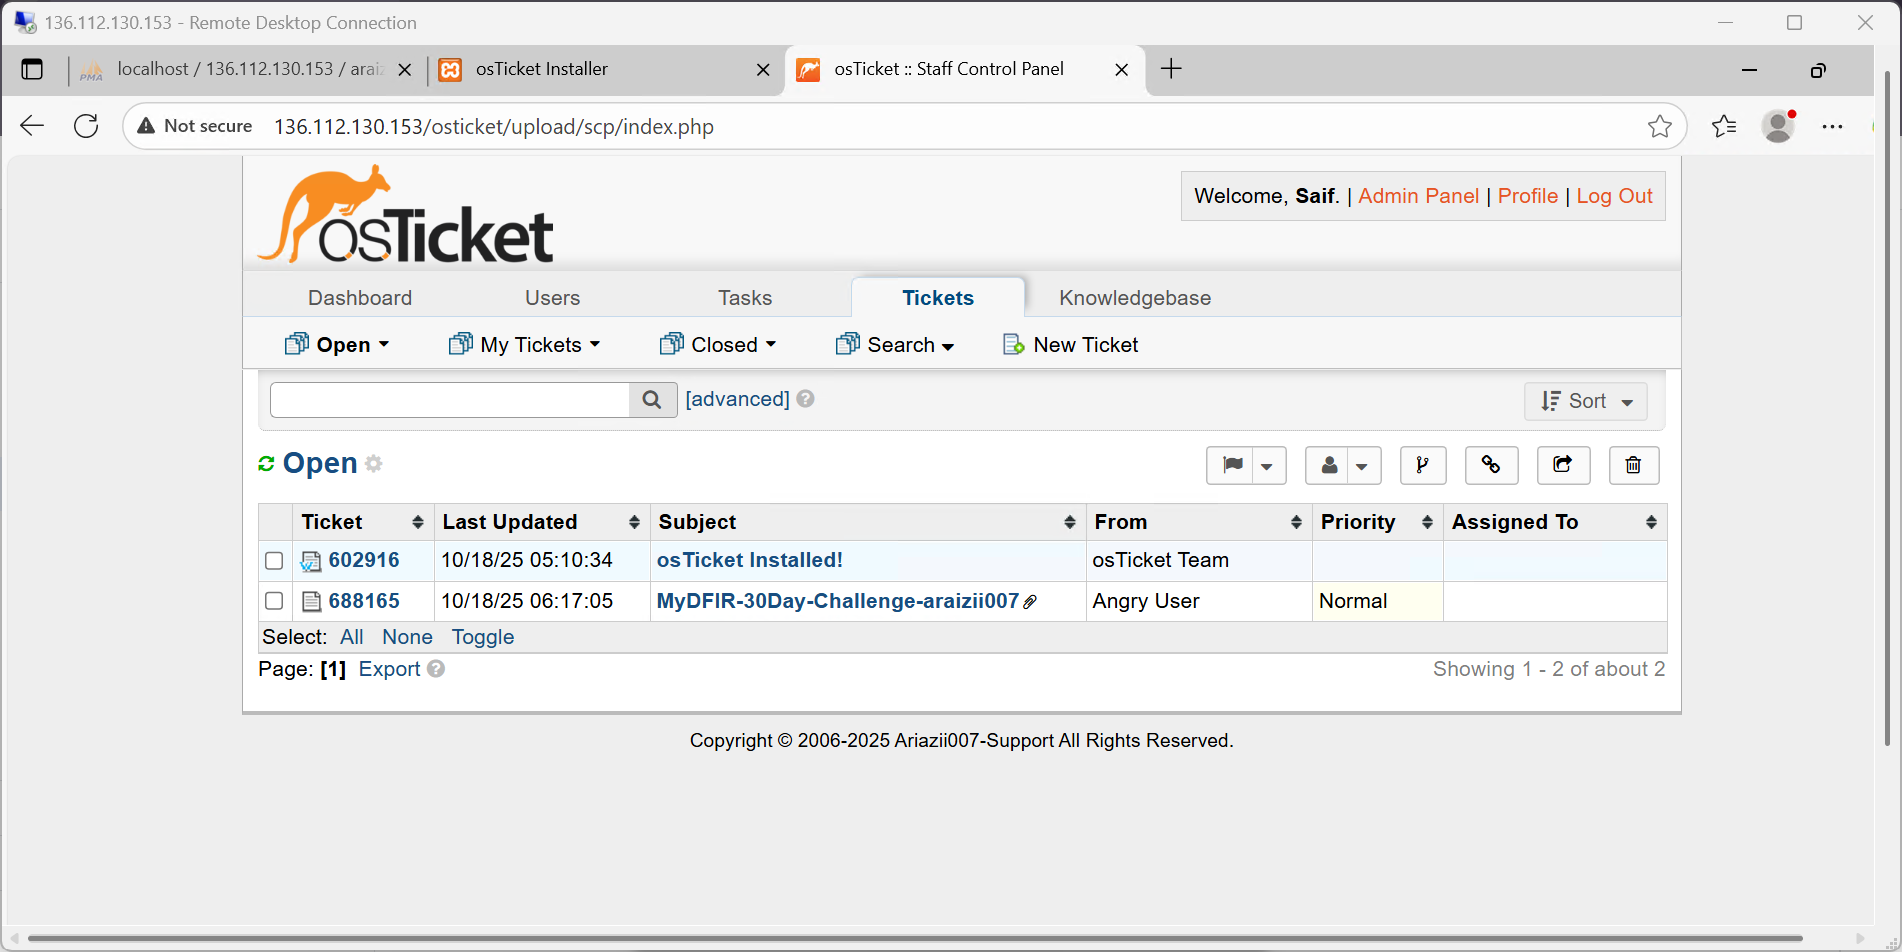 136.112.130.153 - Remote Desktop Connection
PMA localhost / 136.112.130.153 / arai osTicket Installer osTicket :: Staff Control Panel
Not secure 136.112.130.153/osticket/upload/scp/index.php
osTicket
Welcome, Saif. | Admin Panel | Profile | Log Out
Dashboard Users Tasks Tickets Knowledgebase
Open My Tickets Closed Search New Ticket
[advanced] ? Sort
Open
Ticket Last Updated Subject From Priority Assigned To
602916 10/18/25 05:10:34 osTicket Installed! osTicket Team
688165 10/18/25 06:17:05 MyDFIR-30Day-Challenge-araizii007 Angry User Normal
Select: All None Toggle
Page: [1] Export ? Showing 1 - 2 of about 2
Copyright © 2006-2025 Ariazii007-Support All Rights Reserved.